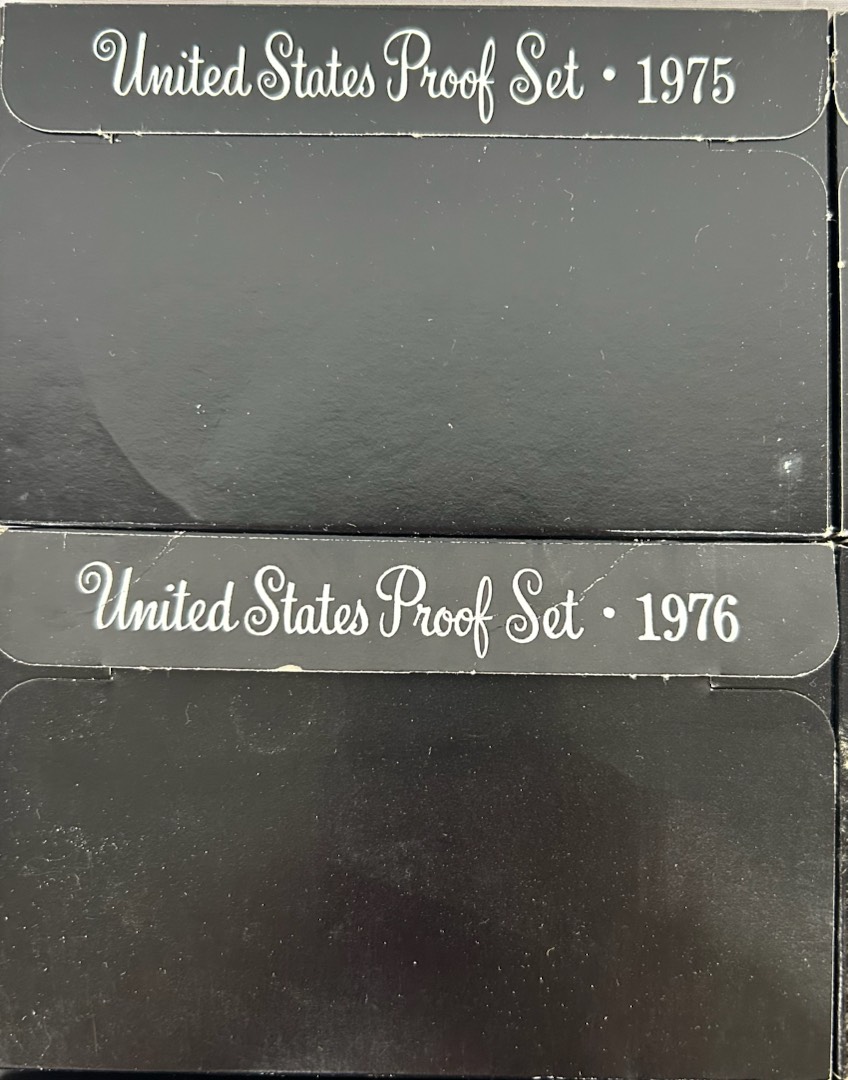 United States Proof Set • 1975
United States Proof Set • 1976